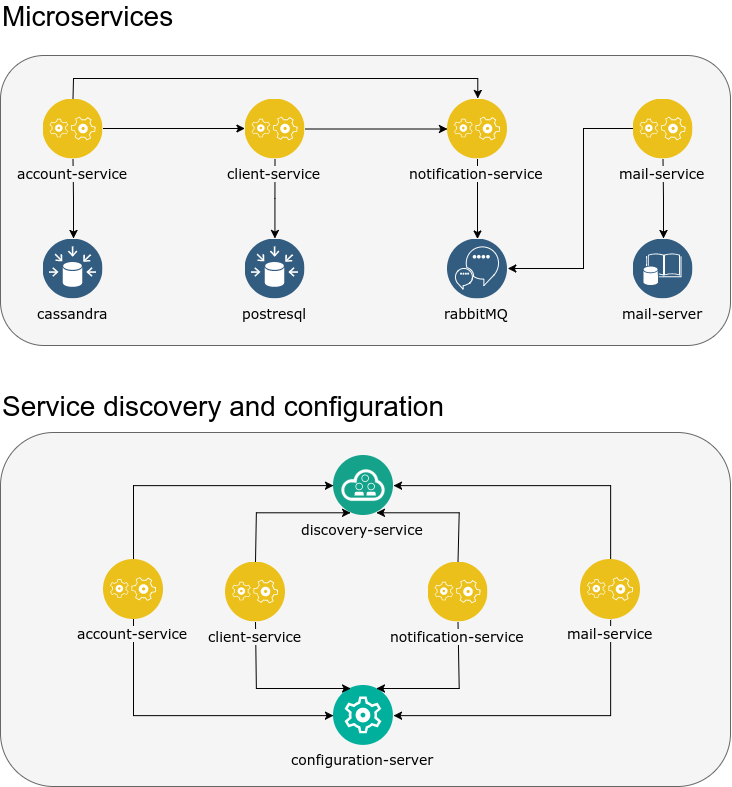 Microservices
account-service
client-service
notification-service
mail-service
cassandra
postresql
rabbitMQ
mail-server
Service discovery and configuration
discovery-service
account-service
client-service
notification-service
mail-service
configuration-server